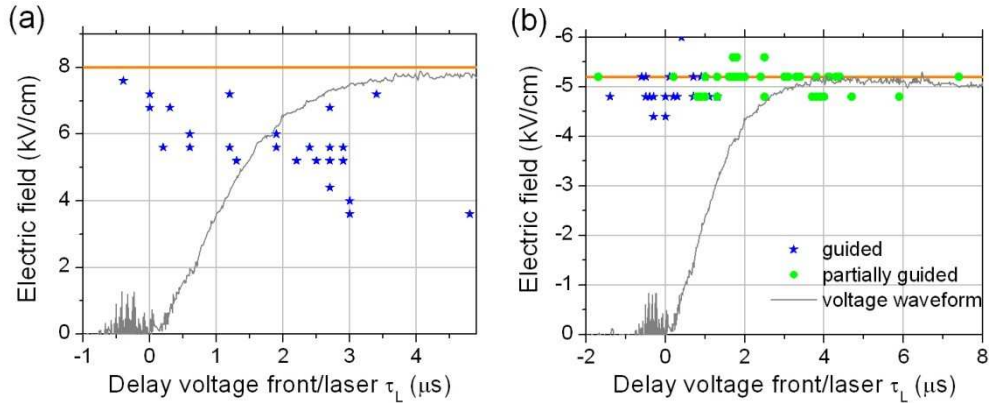 (a)
Electric field (kV/cm)
8
6
4
2
0
-1 0 1 2 3 4
Delay voltage front/laser τL (μs)
(b)
Electric field (kV/cm)
-6
-5
-4
-3
-2
-1
0
guided
partially guided
voltage waveform
-2 0 2 4 6 8
Delay voltage front/laser τL (μs)